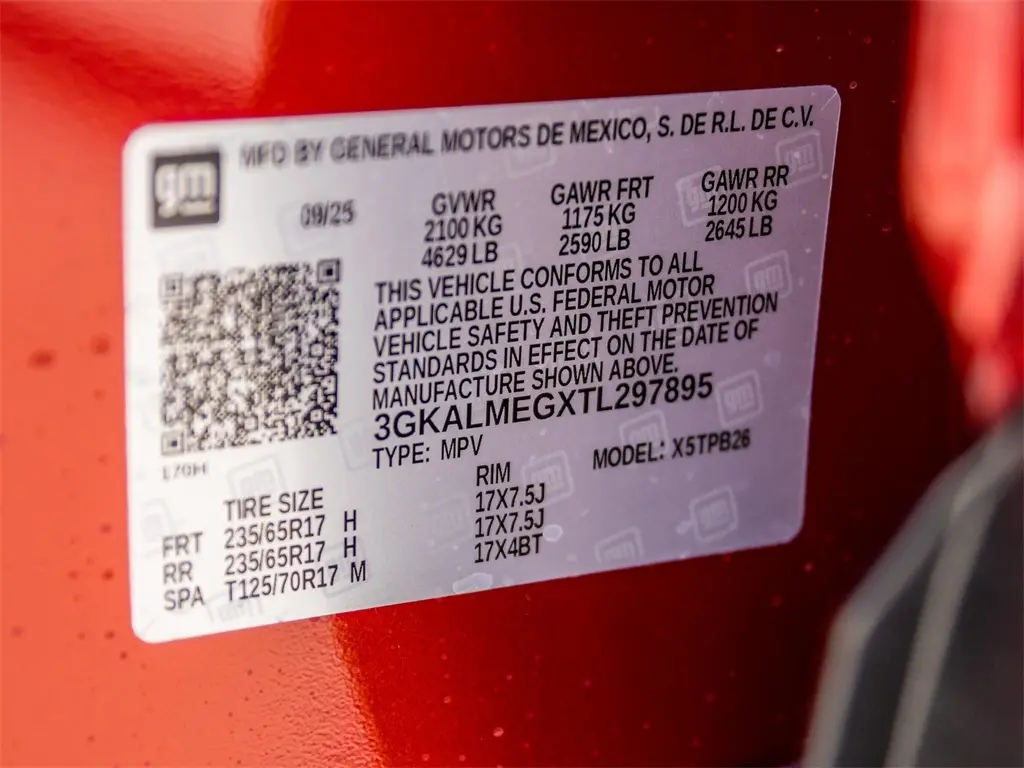 gm
MFD BY GENERAL MOTORS DE MEXICO, S. DE R.L. DE C.V.
09/25
GVWR
2100 KG
4629 LB
GAWR FRT
1175 KG
2590 LB
GAWR RR
1200 KG
2645 LB
THIS VEHICLE CONFORMS TO ALL
APPLICABLE U.S. FEDERAL MOTOR
VEHICLE SAFETY AND THEFT PREVENTION
STANDARDS IN EFFECT ON THE DATE OF
MANUFACTURE SHOWN ABOVE.
3GKALMEGXTL297895
TYPE: MPV MODEL: X5TPB26
170H
TIRE SIZE RIM
FRT 235/65R17 H 17X7.5J
RR 235/65R17 H 17X7.5J
SPA T125/70R17 M 17X4BT